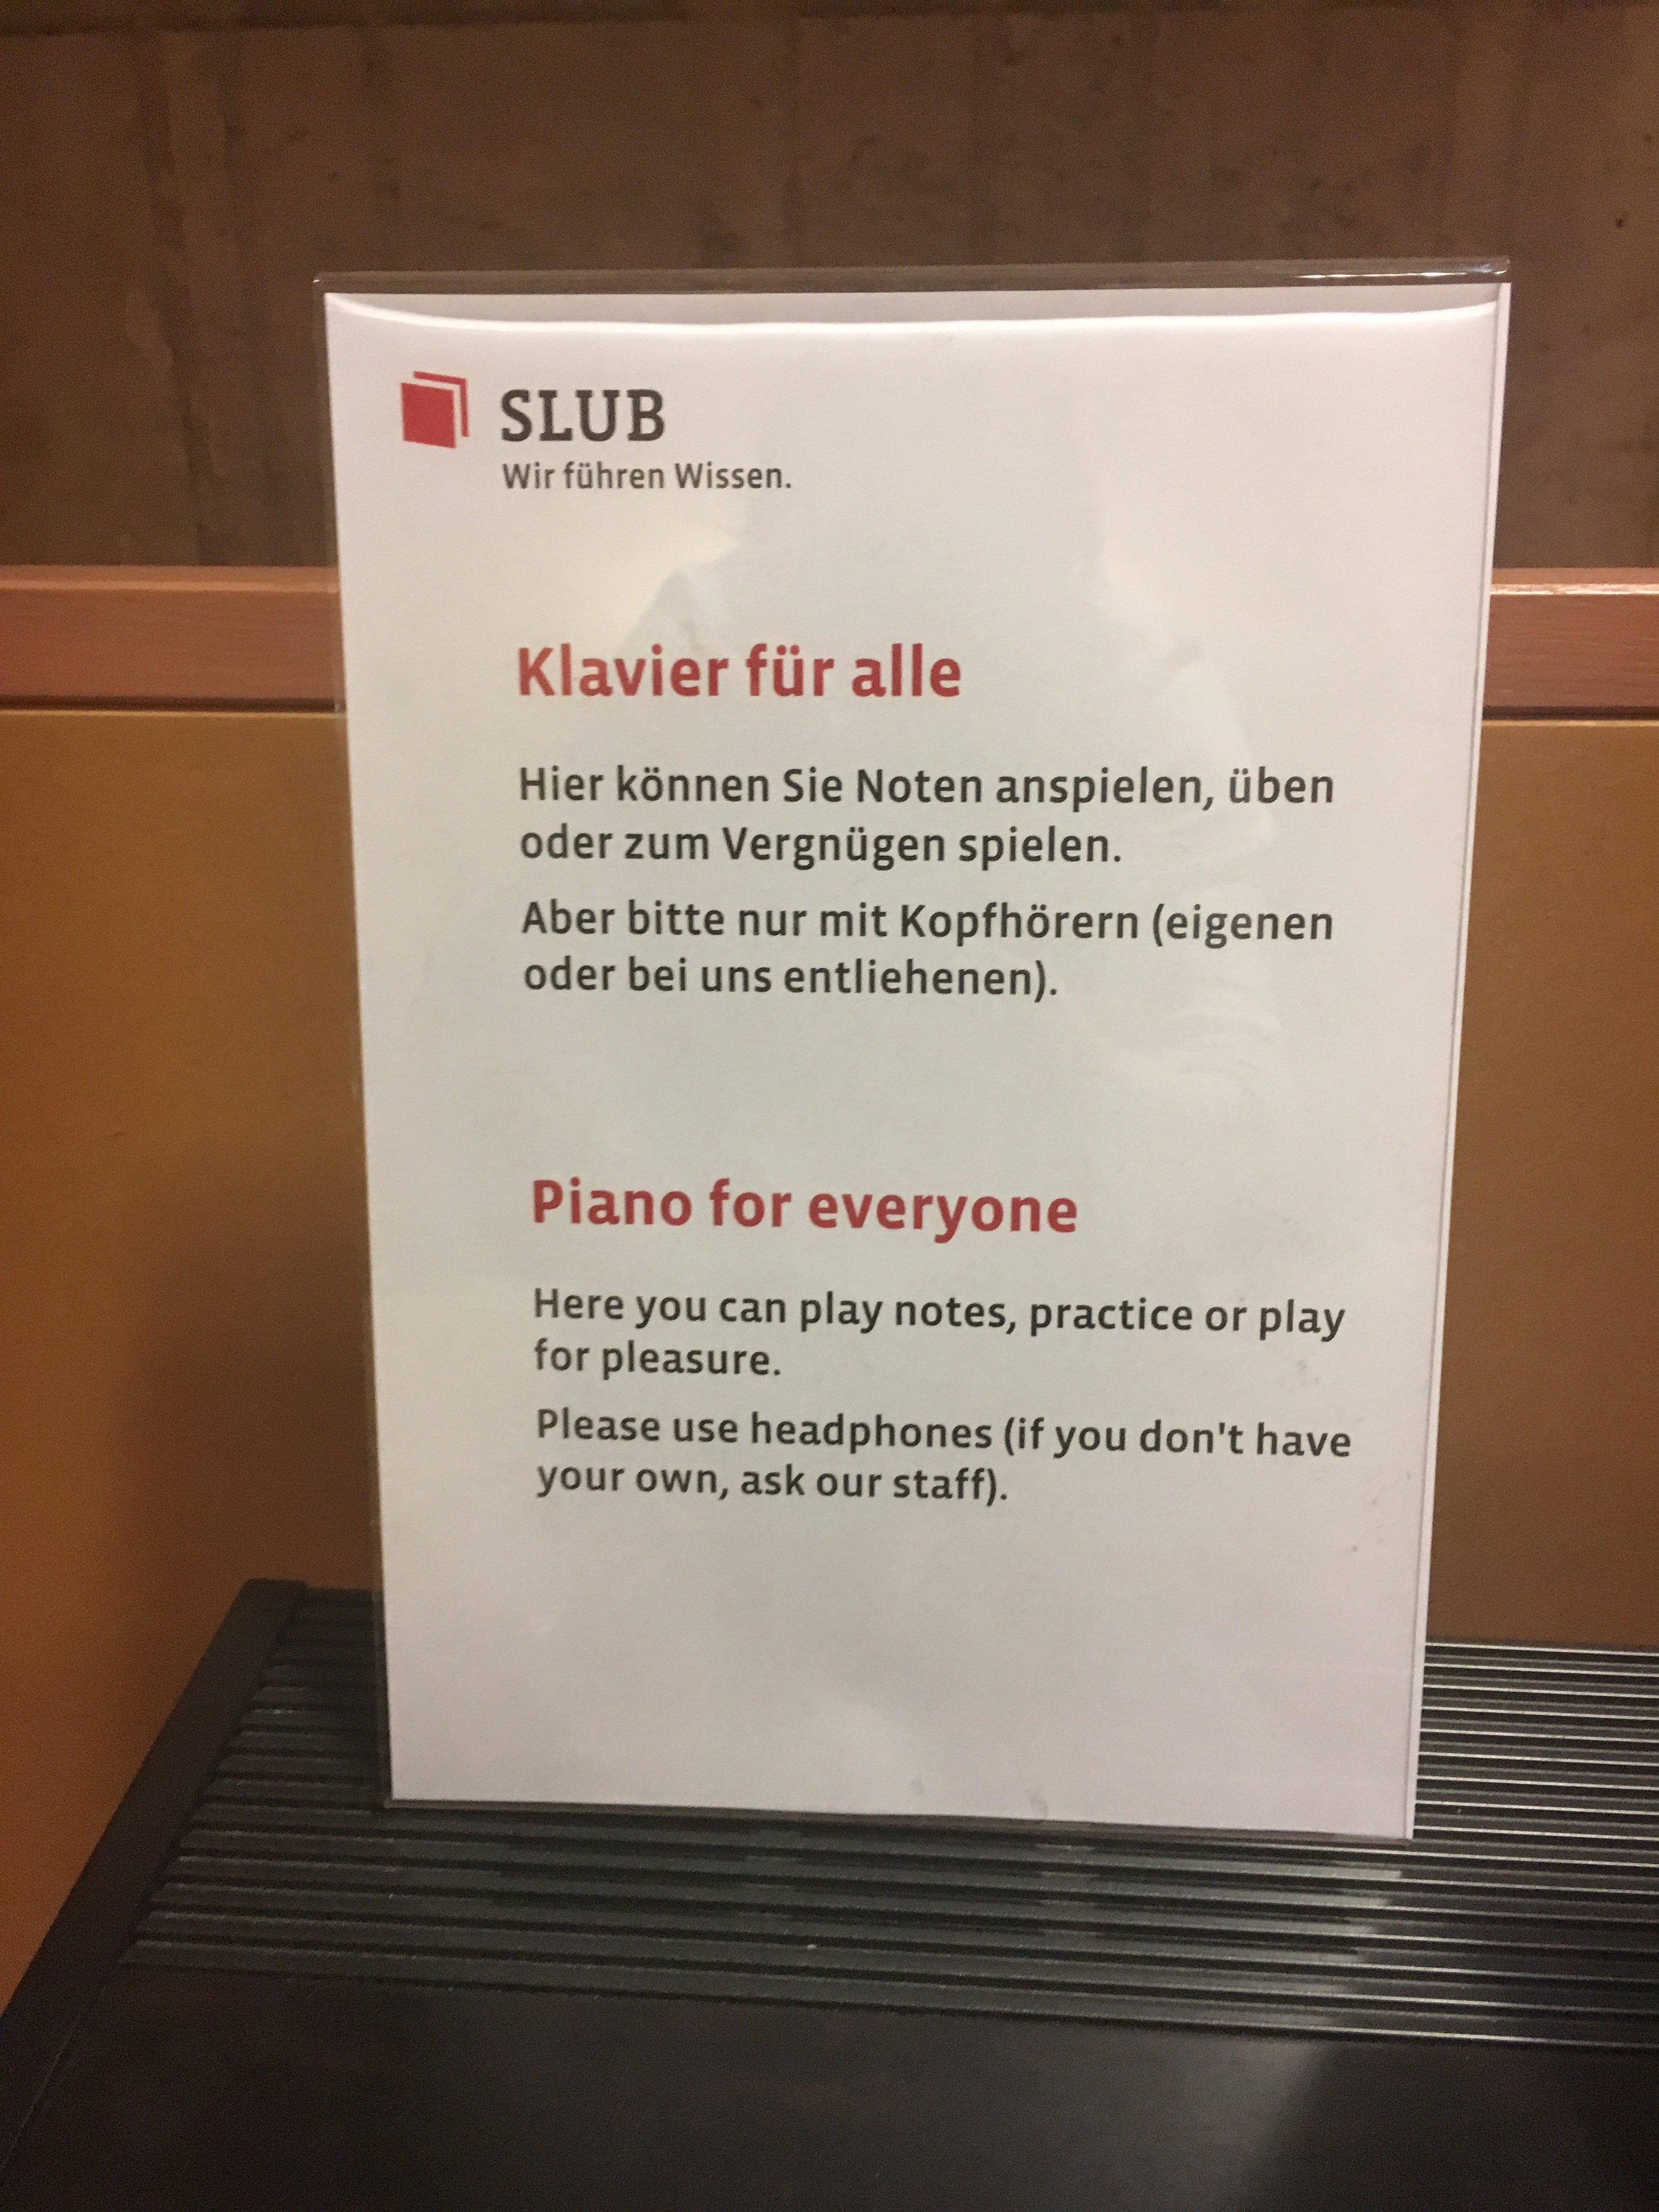 SLUB
Wir führen Wissen.
Klavier für alle
Hier können Sie Noten anspielen, üben
oder zum Vergnügen spielen.
Aber bitte nur mit Kopfhörern (eigenen
oder bei uns entliehenen).
Piano for everyone
Here you can play notes, practice or play
for pleasure.
Please use headphones (if you don't have
your own, ask our staff).